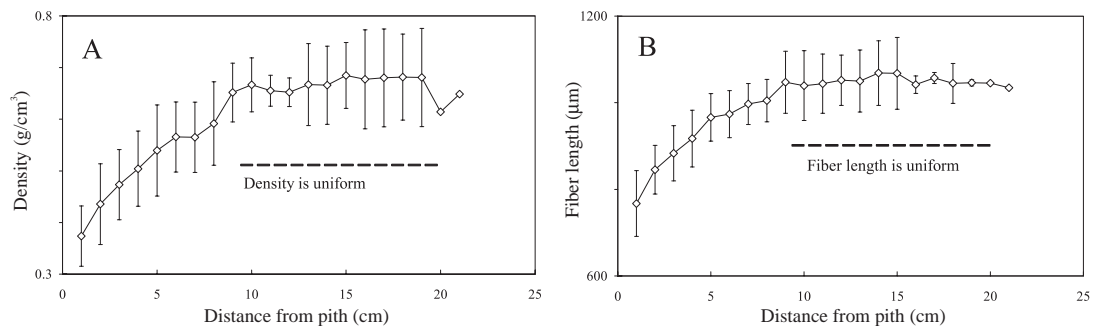 A
0.8
Density (g/cm³)
0.3
Density is uniform
0 5 10 15 20 25
Distance from pith (cm)
B
1200
Fiber length (µm)
600
Fiber length is uniform
0 5 10 15 20 25
Distance from pith (cm)